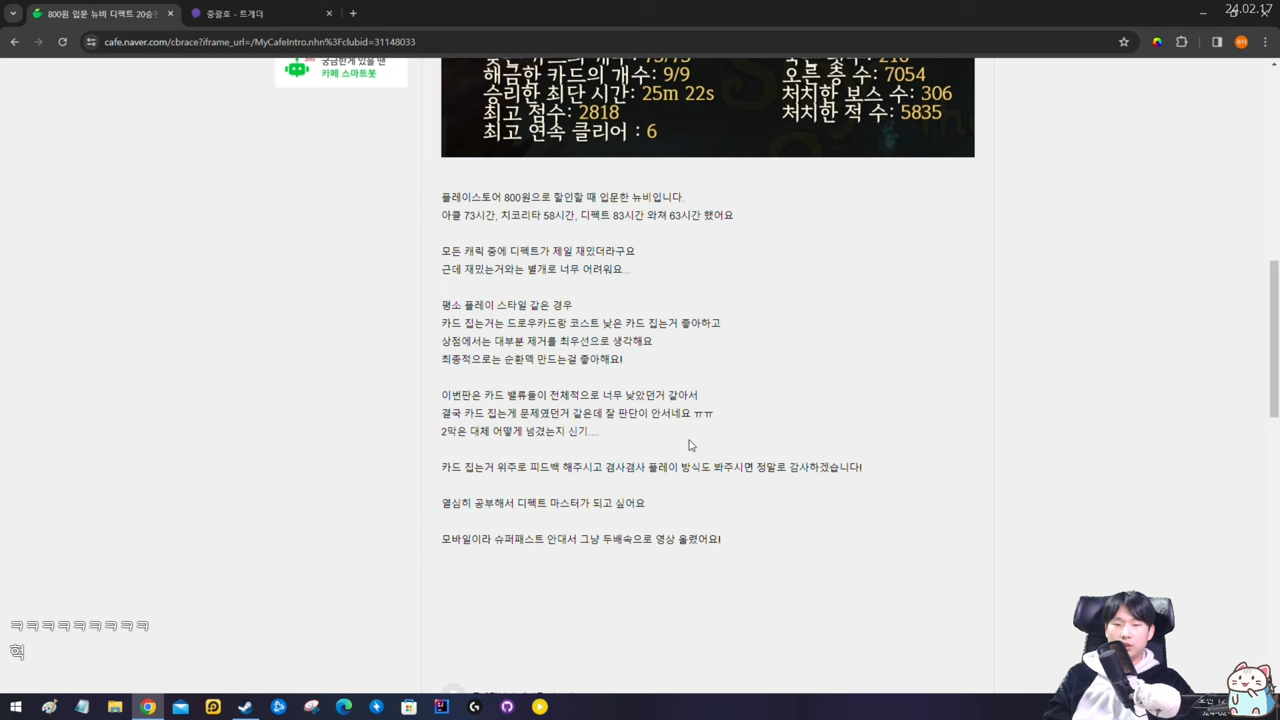 24.02.17
800원 입문 뉴비 디펙트 20승
중괄호 - 트게더
cafe.naver.com/cbrace?iframe_url=/MyCafeIntro.nhn%3Fclubid=31148033
궁금한게 있을 땐
카페 스마트봇
해금한 카드의 개수: 9/9
오른 층 수: 7054
승리한 최단 시간: 25m 22s
처치한 보스 수: 306
최고 점수: 2818
처치한 적 수: 5835
최고 연속 클리어 : 6
플레이스토어 800원으로 할인할 때 입문한 뉴비입니다.
아클 73시간, 치코리타 58시간, 디펙트 83시간 와쳐 63시간 했어요
모든 캐릭 중에 디펙트가 제일 재밌더라구요
근데 재밌는거와는 별개로 너무 어려워요...
평소 플레이 스타일 같은 경우
카드 집는거는 드로우카드랑 코스트 낮은 카드 집는거 좋아하고
상점에서는 대부분 제거를 최우선으로 생각해요
최종적으로는 순환덱 만드는걸 좋아해요!
이번판은 카드 밸류들이 전체적으로 너무 낮았던거 같아서
결국 카드 집는게 문제였던거 같은데 잘 판단이 안서네요 ㅠㅠ
2막은 대체 어떻게 넘겼는지 신기....
카드 집는거 위주로 피드백 해주시고 겸사겸사 플레이 방식도 봐주시면 정말로 감사하겠습니다!
열심히 공부해서 디펙트 마스터가 되고 싶어요
모바일이라 슈퍼패스트 안대서 그냥 두배속으로 영상 올렸어요!
ㅋㅋㅋㅋㅋㅋㅋㅋㅋ
헉